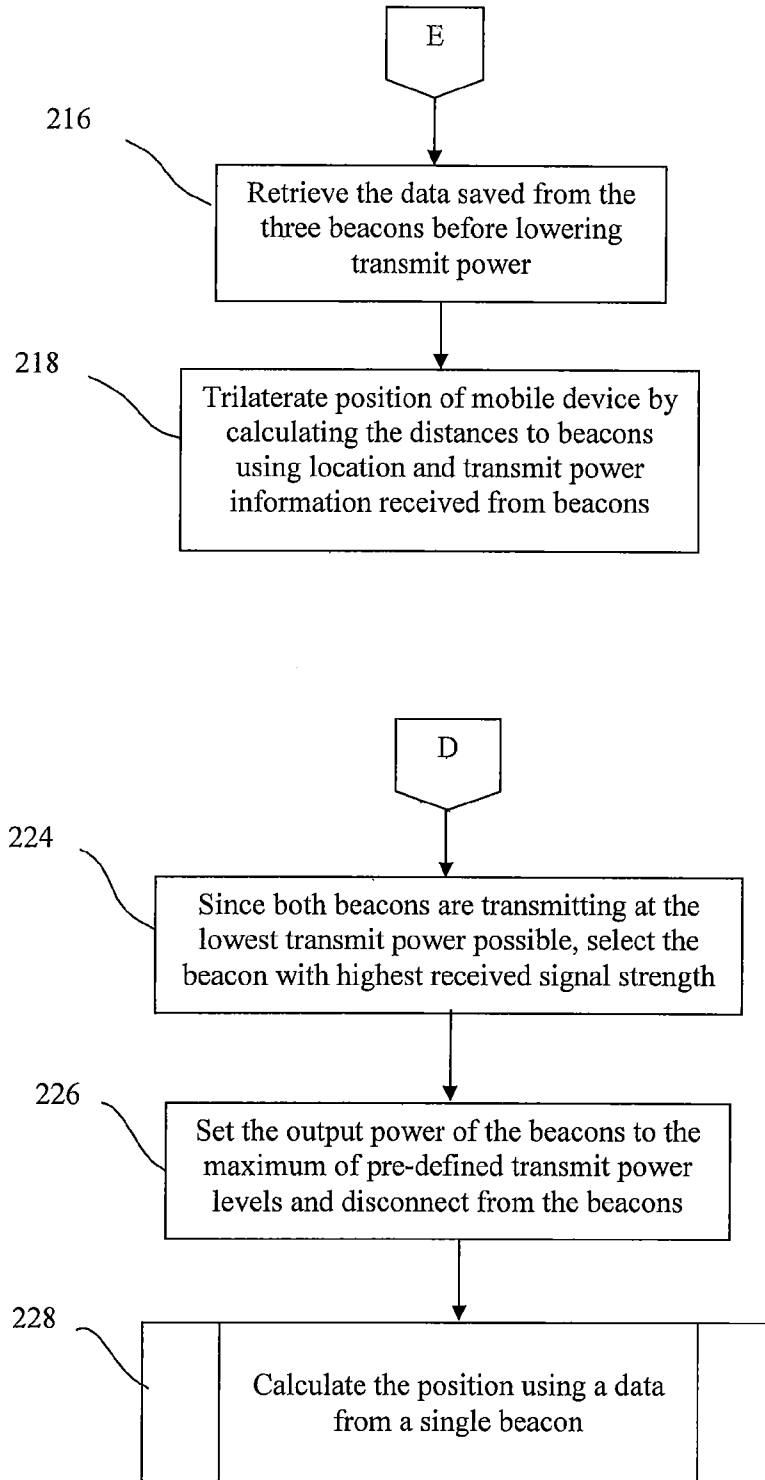 E
216
Retrieve the data saved from the
three beacons before lowering
transmit power
218
Trilaterate position of mobile device by
calculating the distances to beacons
using location and transmit power
information received from beacons
D
224
Since both beacons are transmitting at the
lowest transmit power possible, select the
beacon with highest received signal strength
226
Set the output power of the beacons to the
maximum of pre-defined transmit power
levels and disconnect from the beacons
228
Calculate the position using a data
from a single beacon